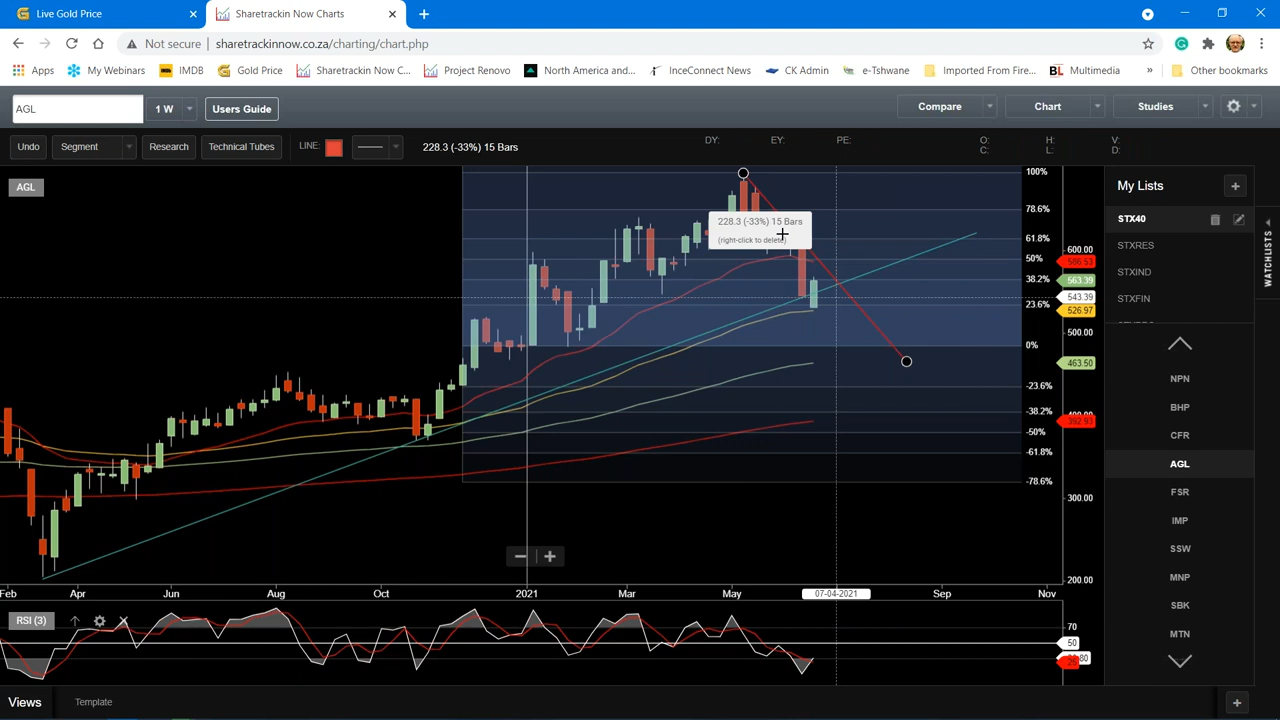 Live Gold Price
Sharetrackin Now Charts
Not secure | sharetrackinnow.co.za/charting/chart.php
Apps My Webinars IMDB Gold Price Sharetrackin Now C... Project Renovo North America and... InceConnect News CK Admin e-Tshwane Imported From Fire... BL Multimedia » Other bookmarks
AGL 1 W Users Guide Compare Chart Studies
Undo Segment Research Technical Tubes LINE: 228.3 (-33%) 15 Bars DY: EY: PE: O: H: V:
C: L: D:
AGL
100%
78.6%
61.8%
50%
38.2%
23.6%
0%
-23.6%
-38.2%
-50%
-61.8%
-78.6%
228.3 (-33%) 15 Bars
(right-click to delete)
600.00
586.53
563.39
543.39
526.97
500.00
463.50
392.93
300.00
200.00
Feb Apr Jun Aug Oct 2021 Mar May 07-04-2021 Sep Nov
RSI (3)
70
50
25
Views Template
My Lists
STX40
STXRES
STXIND
STXFIN
NPN
BHP
CFR
AGL
FSR
IMP
SSW
MNP
SBK
MTN
WATCHLISTS